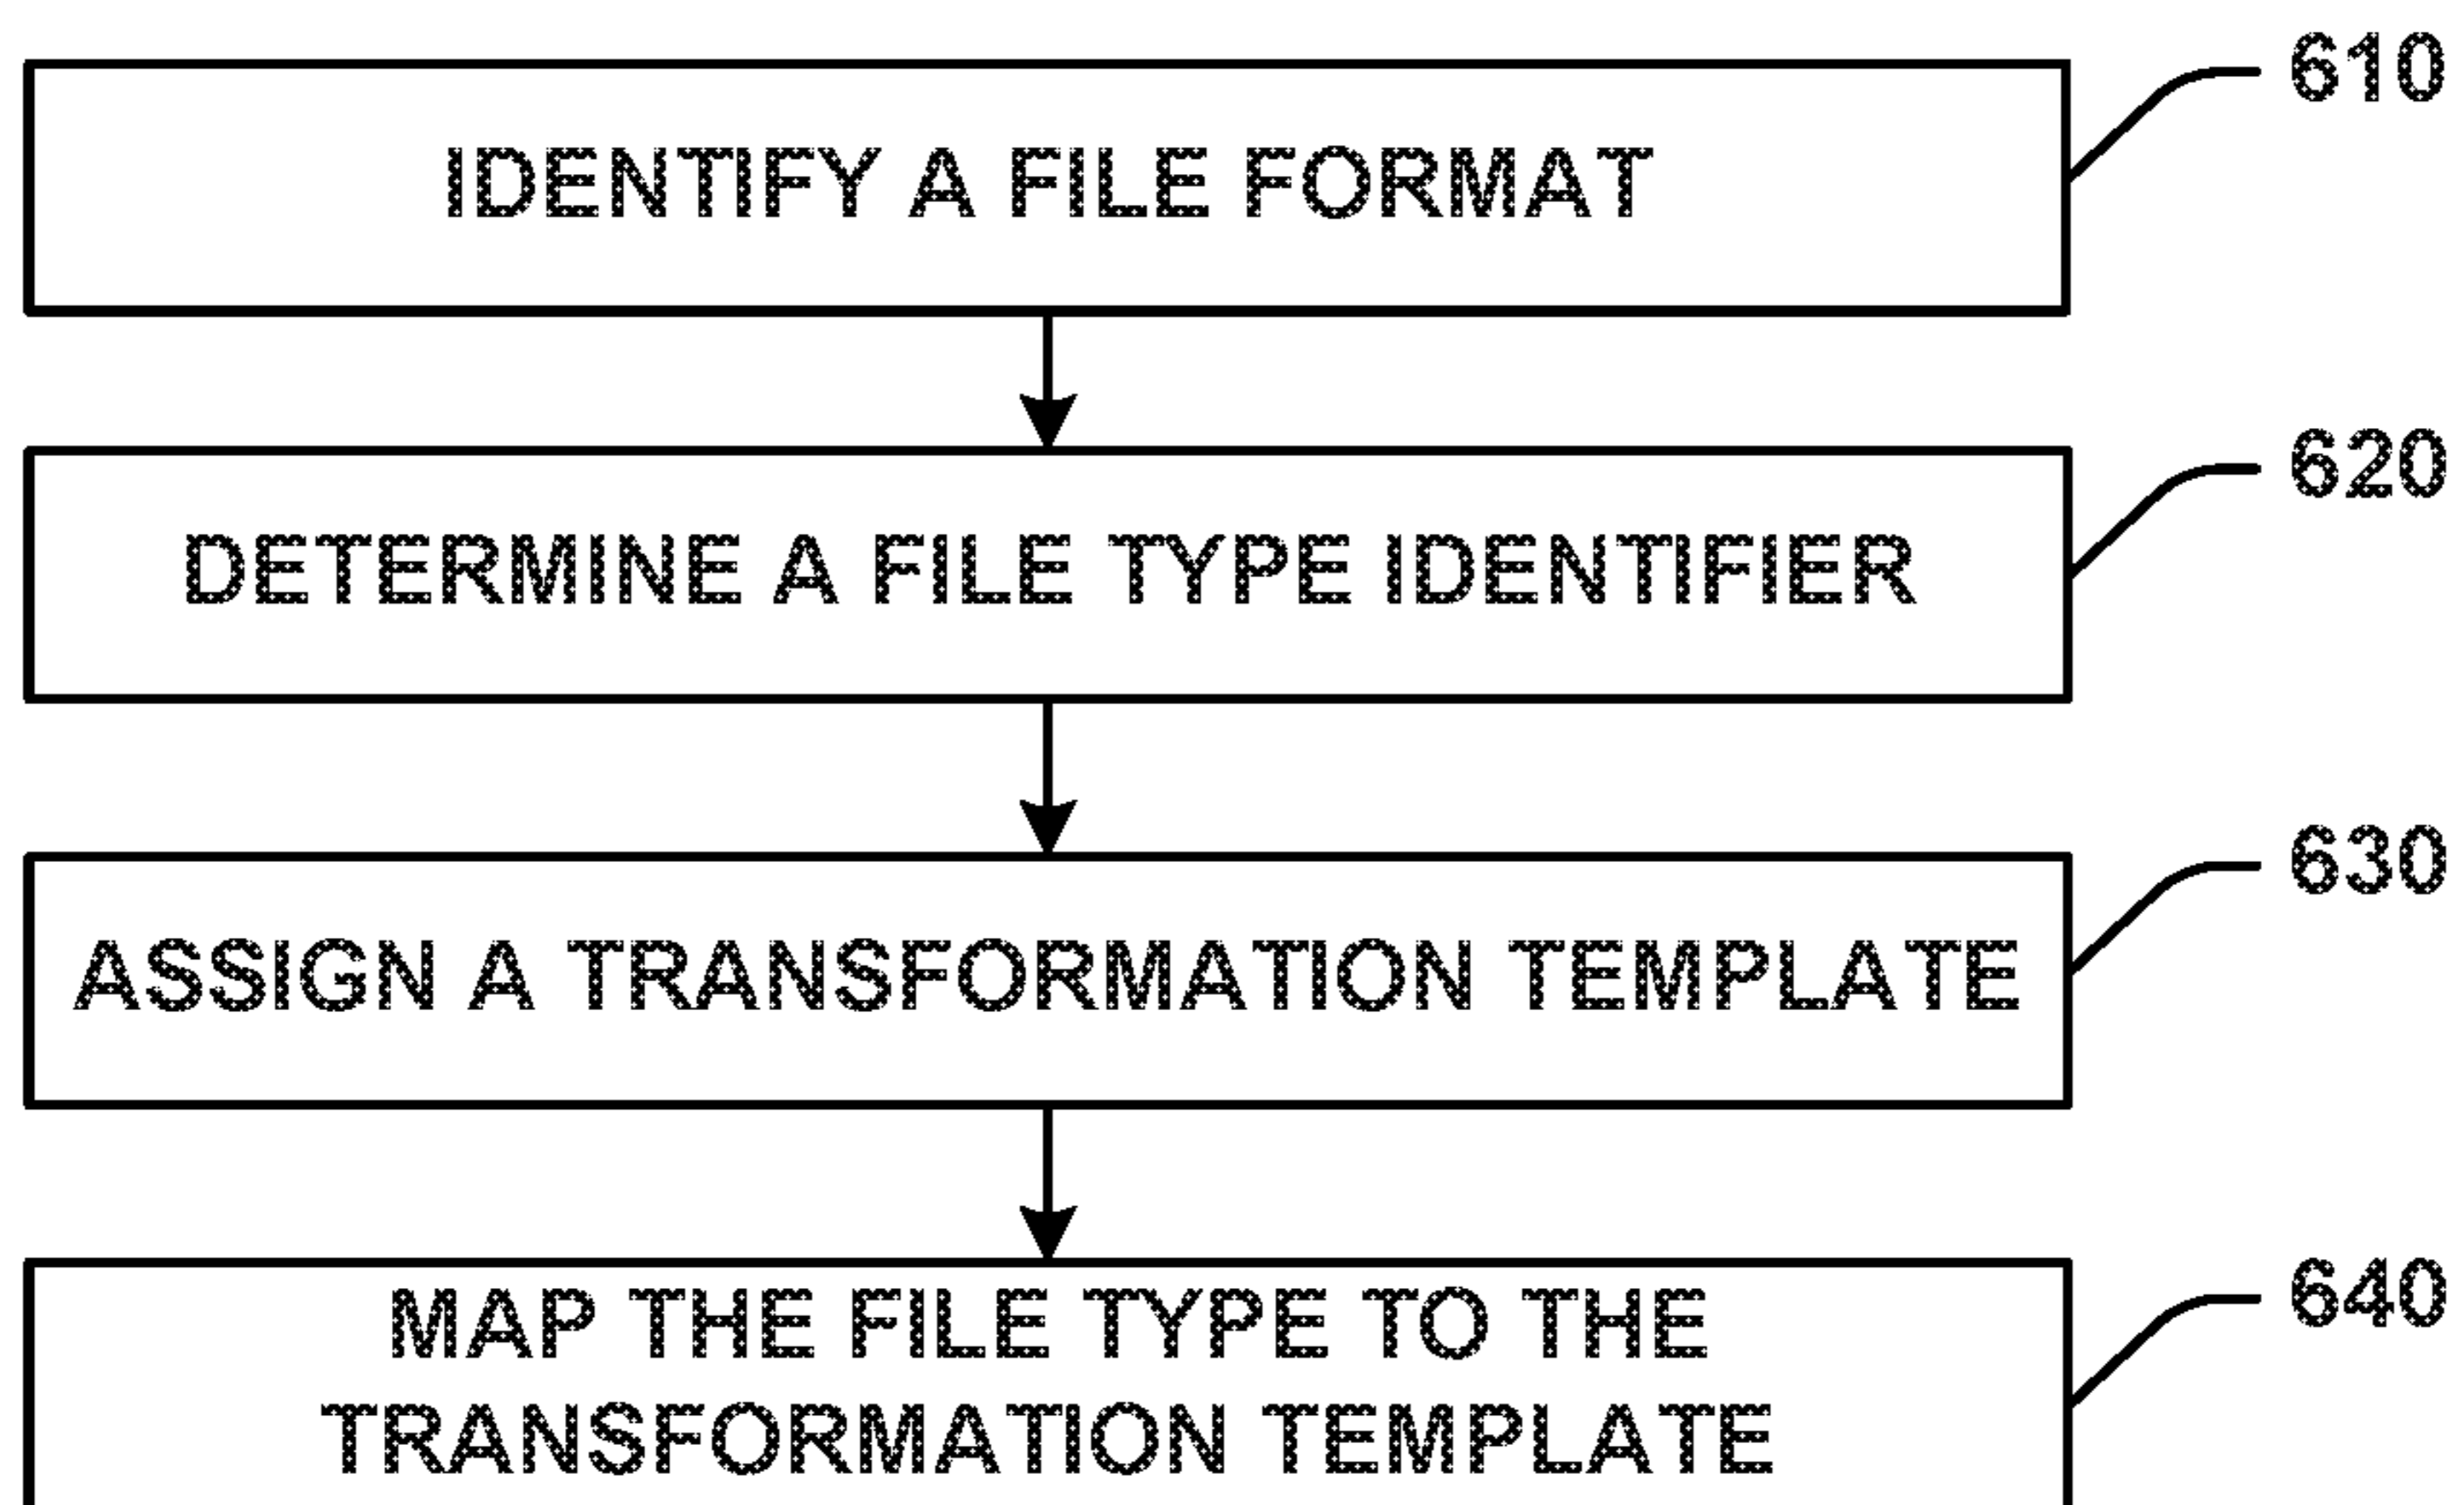 610
IDENTIFY A FILE FORMAT
620
DETERMINE A FILE TYPE IDENTIFIER
630
ASSIGN A TRANSFORMATION TEMPLATE
640
MAP THE FILE TYPE TO THE
TRANSFORMATION TEMPLATE